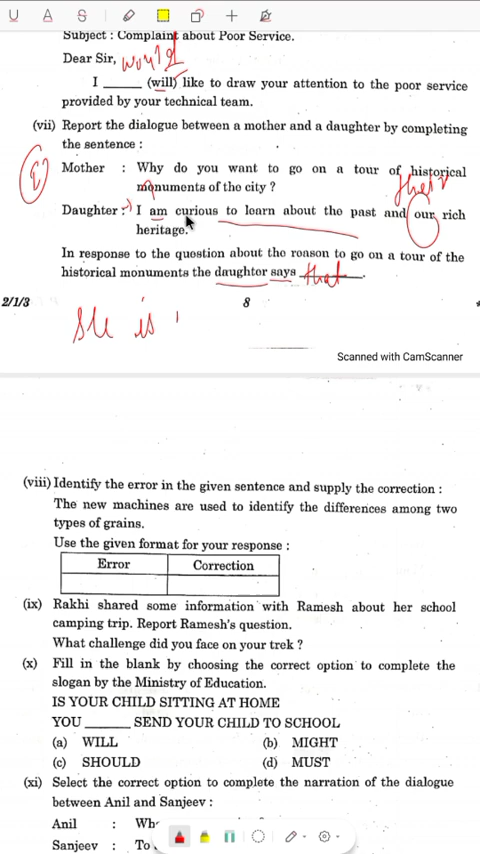 U A S
Subject : Complaint about Poor Service.
Dear Sir, would
I _____ (will) like to draw your attention to the poor service
provided by your technical team.
(vii) Report the dialogue between a mother and a daughter by completing
the sentence :
Mother : Why do you want to go on a tour of historical
monuments of the city ?
their
Daughter : I am curious to learn about the past and our rich
heritage.
In response to the question about the reason to go on a tour of the
historical monuments the daughter says that
2/1/3 8
She is
Scanned with CamScanner
(viii) Identify the error in the given sentence and supply the correction :
The new machines are used to identify the differences among two
types of grains.
Use the given format for your response :
Error Correction
(ix) Rakhi shared some information with Ramesh about her school
camping trip. Report Ramesh's question.
What challenge did you face on your trek ?
(x) Fill in the blank by choosing the correct option to complete the
slogan by the Ministry of Education.
IS YOUR CHILD SITTING AT HOME
YOU _______ SEND YOUR CHILD TO SCHOOL
(a) WILL (b) MIGHT
(c) SHOULD (d) MUST
(xi) Select the correct option to complete the narration of the dialogue
between Anil and Sanjeev :
Anil :
Sanjeev : To